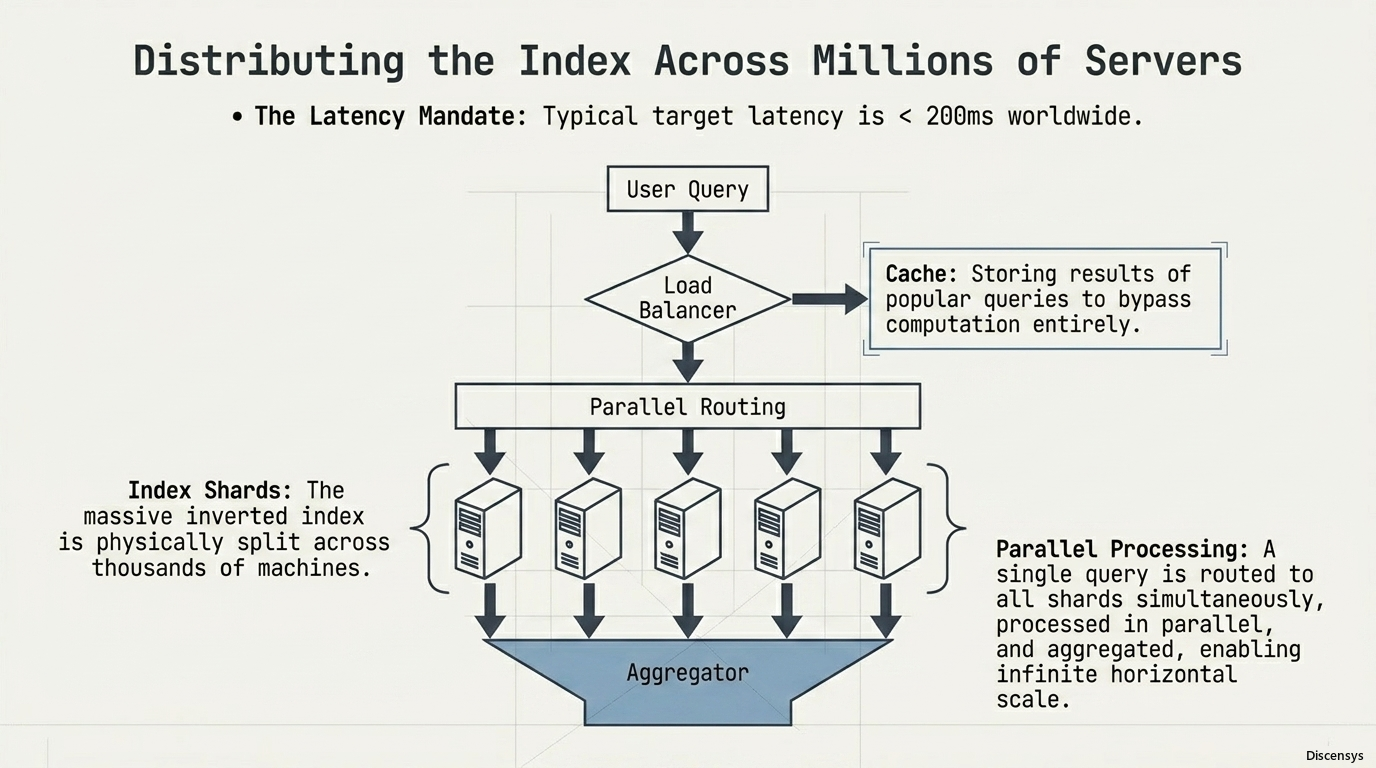 Distributing the Index Across Millions of Servers
• The Latency Mandate: Typical target latency is < 200ms worldwide.
User Query
Load
Balancer
Cache: Storing results of
popular queries to bypass
computation entirely.
Parallel Routing
Index Shards: The
massive inverted index
is physically split across
thousands of machines.
Parallel Processing: A
single query is routed to
all shards simultaneously,
processed in parallel,
and aggregated, enabling
infinite horizontal
scale.
Aggregator
Discensys